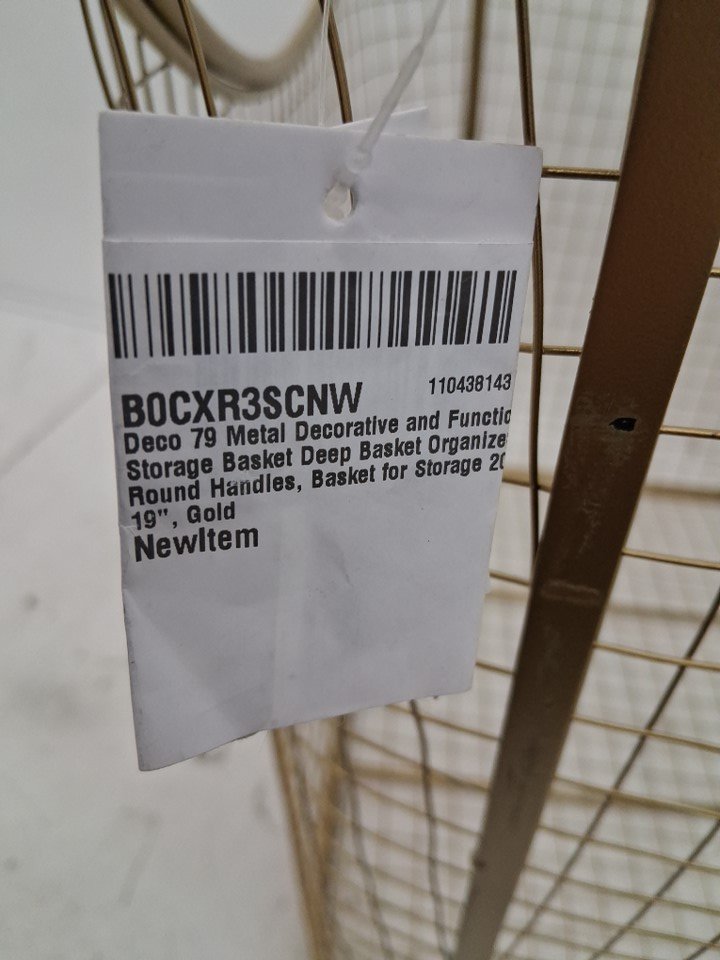 B0CXR3SCNW 110438143
Deco 79 Metal Decorative and Functio
Storage Basket Deep Basket Organize
Round Handles, Basket for Storage 20
19", Gold
NewItem